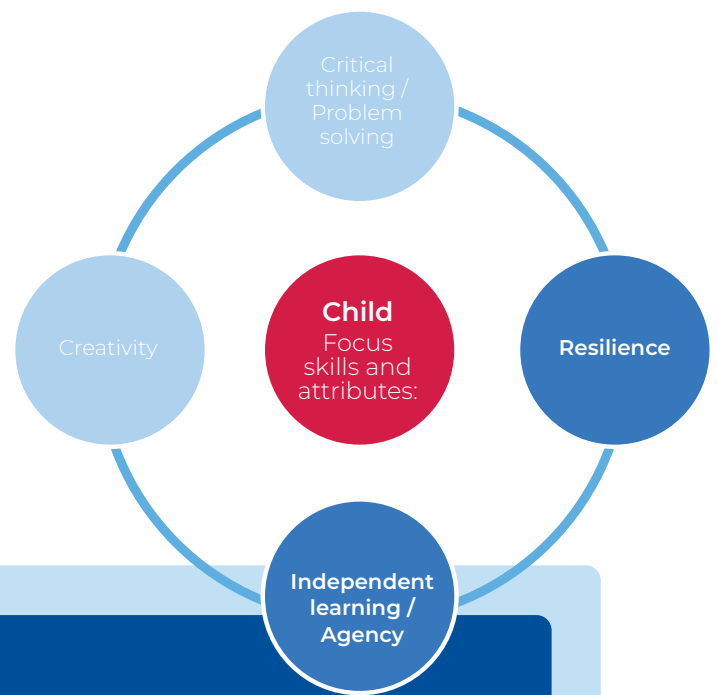 Critical
thinking /
Problem
solving
Creativity
Child
Focus
skills and
attributes:
Resilience
Independent
learning /
Agency